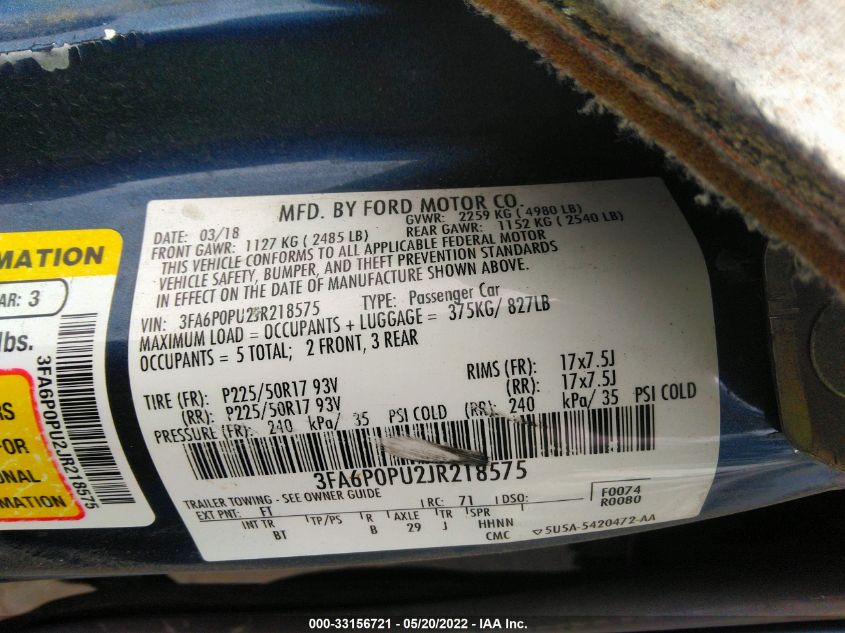 MFD. BY FORD MOTOR CO.
DATE: 03/18 GVWR: 2259 KG ( 4980 LB)
FRONT GAWR: 1127 KG ( 2485 LB) REAR GAWR: 1152 KG ( 2540 LB)
THIS VEHICLE CONFORMS TO ALL APPLICABLE FEDERAL MOTOR
VEHICLE SAFETY, BUMPER, AND THEFT PREVENTION STANDARDS
IN EFFECT ON THE DATE OF MANUFACTURE SHOWN ABOVE.
VIN: 3FA6P0PU2JR218575 TYPE: Passenger Car
MAXIMUM LOAD = OCCUPANTS + LUGGAGE = 375KG/ 827LB
OCCUPANTS = 5 TOTAL; 2 FRONT, 3 REAR
TIRE (FR): P225/50R17 93V RIMS (FR): 17x7.5J
(RR): P225/50R17 93V (RR): 17x7.5J
PRESSURE (FR): 240 kPa/ 35 PSI COLD (RR): 240 kPa/ 35 PSI COLD
3FA6P0PU2JR218575
TRAILER TOWING - SEE OWNER GUIDE
EXT PNT: FT RC: 71 DSO: F0074
R0080
INT TR TP/PS R AXLE TR SPR
BT B 29 J HHNN
CMC ▽5U5A-5420472-AA
MATION
AR: 3
lbs.
3FA6P0PU2JR218575
RS
FOR
ONAL
ION
000-33156721 - 05/20/2022 - IAA Inc.